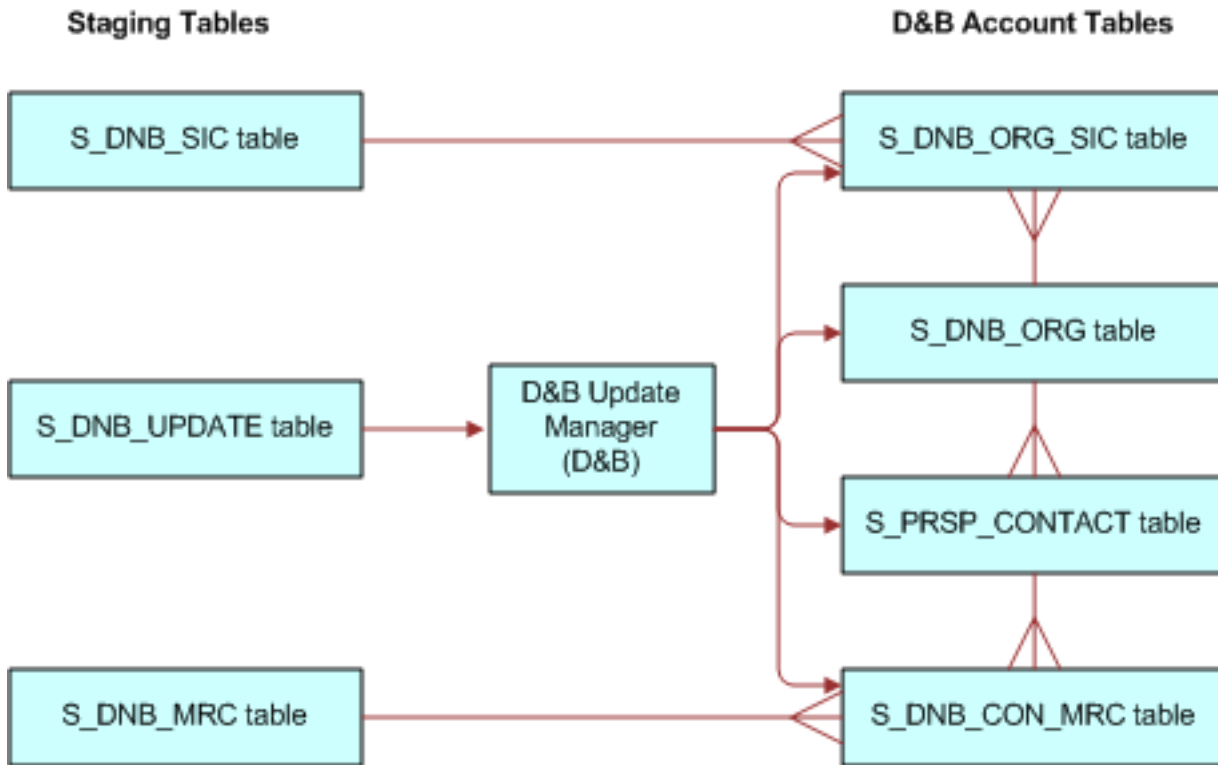 Staging Tables
D&B Account Tables
S_DNB_SIC table
S_DNB_ORG_SIC table
S_DNB_ORG table
S_DNB_UPDATE table
D&B Update
Manager
(D&B)
S_PRSP_CONTACT table
S_DNB_MRC table
S_DNB_CON_MRC table